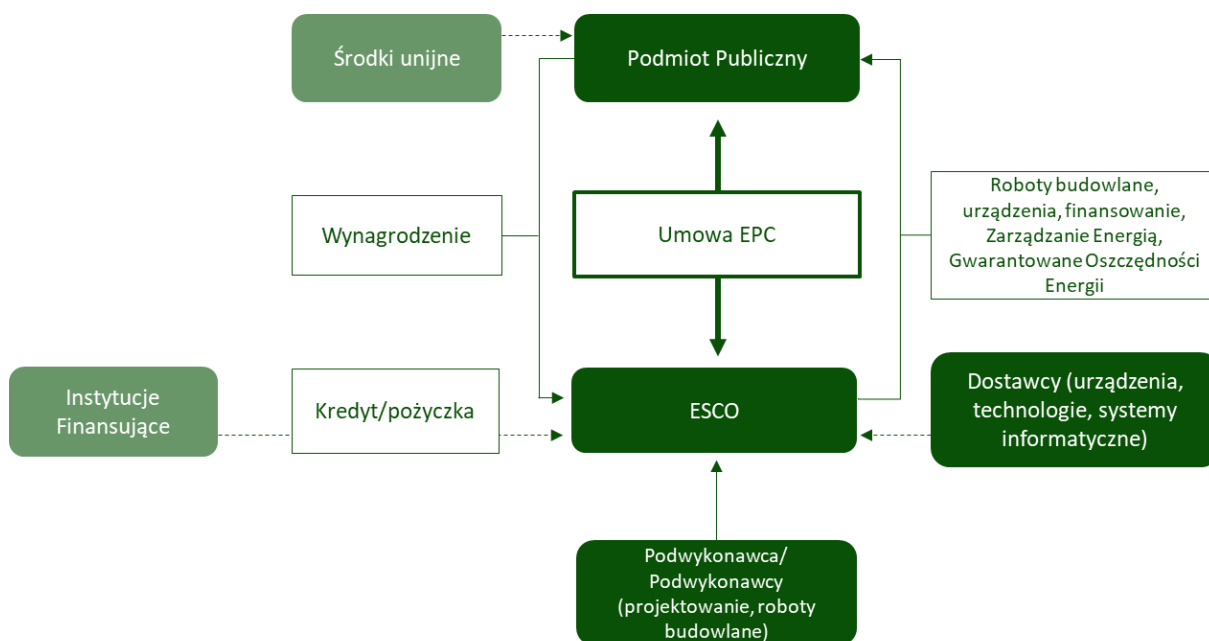 Środki unijne
Podmiot Publiczny
Wynagrodzenie
Umowa EPC
Roboty budowlane,
urządzenia, finansowanie,
Zarządzanie Energią,
Gwarantowane Oszczędności
Energii
Instytucje
Finansujące
Kredyt/pożyczka
ESCO
Dostawcy (urządzenia,
technologie, systemy
informatyczne)
Podwykonawca/
Podwykonawcy
(projektowanie, roboty
budowlane)